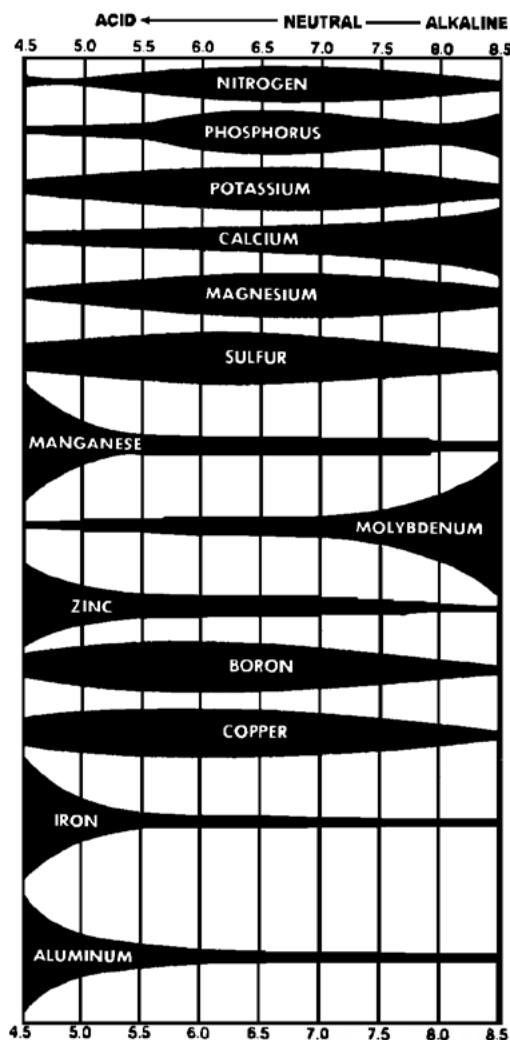 ACID NEUTRAL ALKALINE
4.5 5.0 5.5 6.0 6.5 7.0 7.5 8.0 8.5
NITROGEN
PHOSPHORUS
POTASSIUM
CALCIUM
MAGNESIUM
SULFUR
MANGANESE
MOLYBDENUM
ZINC
BORON
COPPER
IRON
ALUMINUM
4.5 5.0 5.5 6.0 6.5 7.0 7.5 8.0 8.5